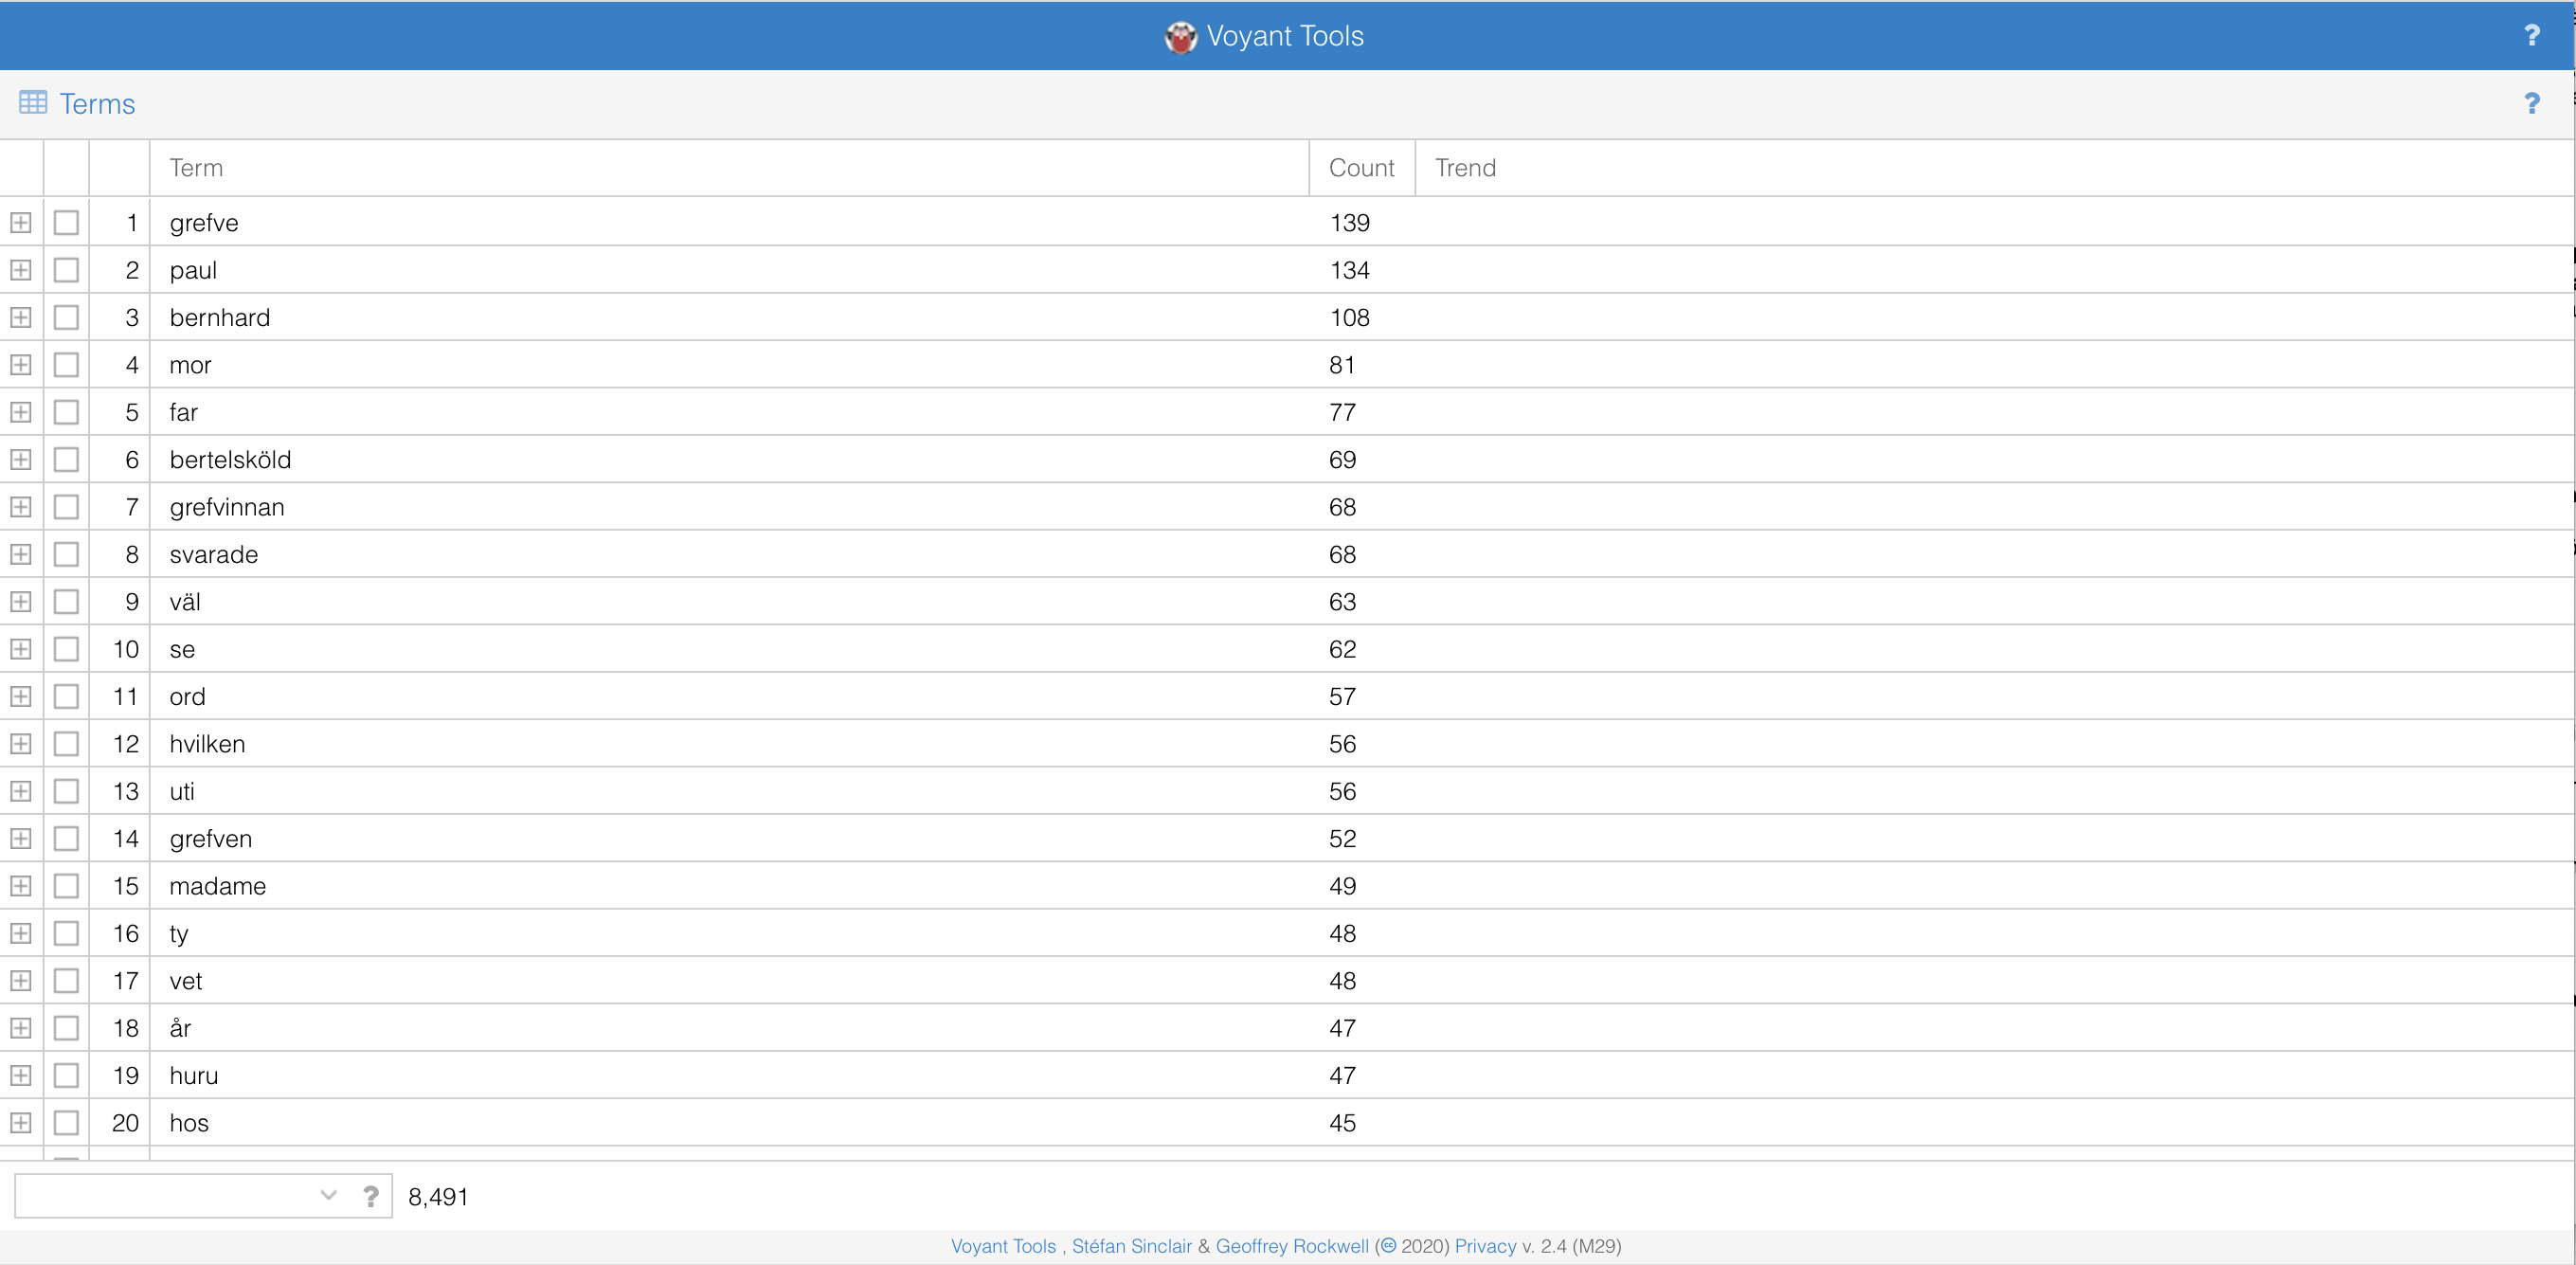 Voyant Tools ?
Terms ?
Term Count Trend
1 grefve 139
2 paul 134
3 bernhard 108
4 mor 81
5 far 77
6 bertelsköld 69
7 grefvinnan 68
8 svarade 68
9 väl 63
10 se 62
11 ord 57
12 hvilken 56
13 uti 56
14 grefven 52
15 madame 49
16 ty 48
17 vet 48
18 år 47
19 huru 47
20 hos 45
? 8,491
Voyant Tools , Stéfan Sinclair & Geoffrey Rockwell (cc 2020) Privacy v. 2.4 (M29)